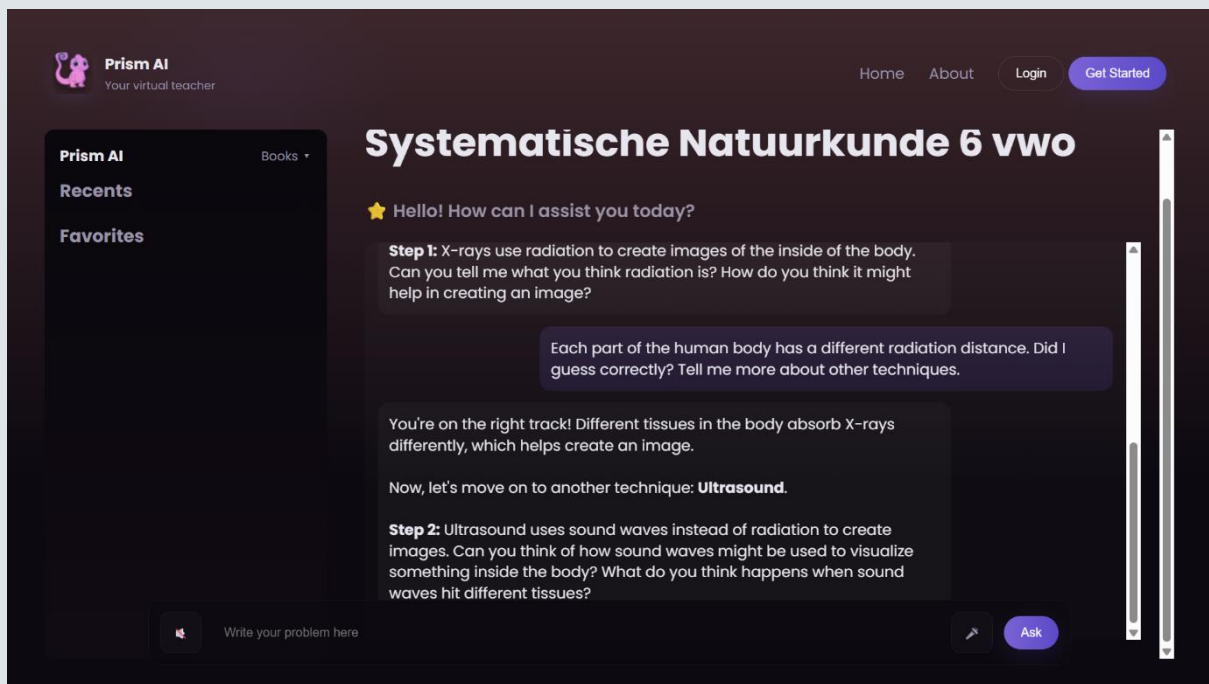 Prism AI
Your virtual teacher
Home
About
Login
Get Started
Prism AI
Books
Recents
Favorites
Systematische Natuurkunde 6 vwo
Hello! How can I assist you today?
Step 1: X-rays use radiation to create images of the inside of the body.
Can you tell me what you think radiation is? How do you think it might
help in creating an image?
Each part of the human body has a different radiation distance. Did I
guess correctly? Tell me more about other techniques.
You're on the right track! Different tissues in the body absorb X-rays
differently, which helps create an image.
Now, let's move on to another technique: Ultrasound.
Step 2: Ultrasound uses sound waves instead of radiation to create
images. Can you think of how sound waves might be used to visualize
something inside the body? What do you think happens when sound
waves hit different tissues?
Write your problem here
Ask